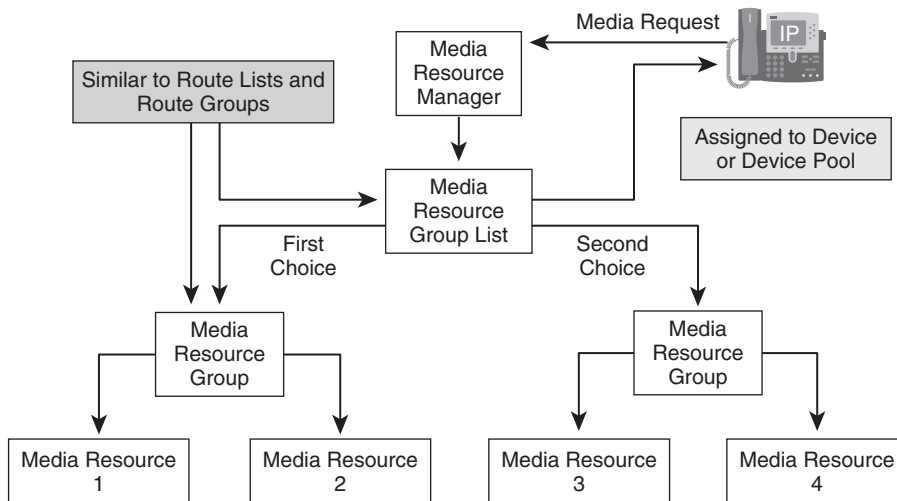 Media Request
IP
Media
Resource
Manager
Similar to Route Lists and
Route Groups
Assigned to Device
or Device Pool
Media
Resource
Group List
First
Choice
Second
Choice
Media
Resource
Group
Media
Resource
Group
Media Resource
1
Media Resource
2
Media Resource
3
Media Resource
4